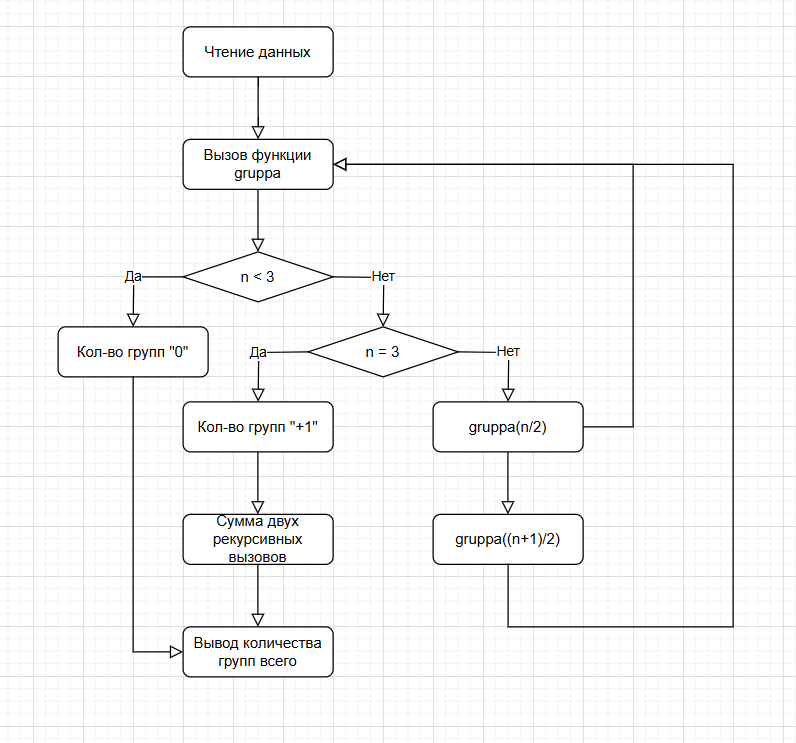 Чтение данных
Вызов функции
gruppa
n < 3
Да
Нет
Кол-во групп "0"
n = 3
Да
Нет
Кол-во групп "+1"
gruppa(n/2)
Сумма двух
рекурсивных
вызовов
gruppa((n+1)/2)
Вывод количества
групп всего